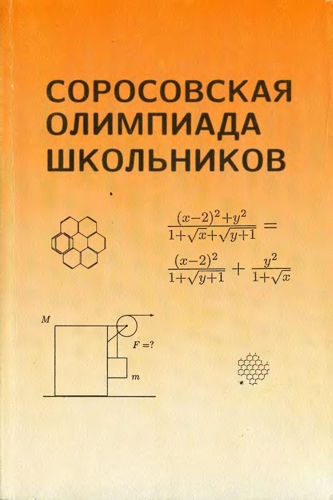 СОРОСОВСКАЯ
ОЛИМПИАДА
ШКОЛЬНИКОВ
(x−2)²+y²
1+√x+√y+1 =
(x−2)²
1+√y+1 + y²
1+√x
M
F=?
m